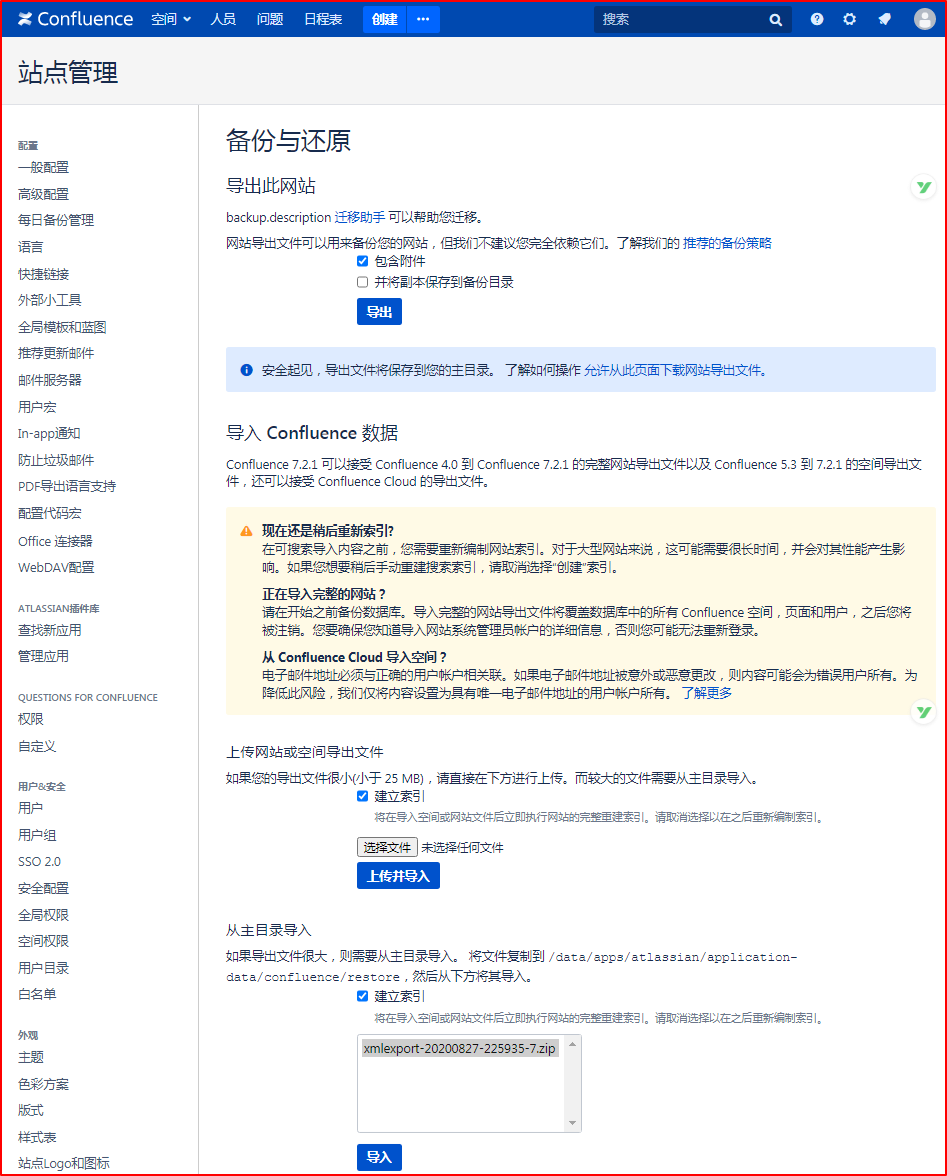 Confluence 空间 人员 问题 日程表 创建 ··· 搜索
站点管理
配置
一般配置
高级配置
每日备份管理
语言
快捷链接
外部小工具
全局模板和蓝图
推荐更新邮件
邮件服务器
用户宏
In-app通知
防止垃圾邮件
PDF导出语言支持
配置代码宏
Office 连接器
WebDAV配置
ATLASSIAN插件库
查找新应用
管理应用
QUESTIONS FOR CONFLUENCE
权限
自定义
用户&安全
用户
用户组
SSO 2.0
安全配置
全局权限
空间权限
用户目录
白名单
外观
主题
色彩方案
版式
样式表
站点Logo和图标
备份与还原
导出此网站
backup.description 迁移助手 可以帮助您迁移。
网站导出文件可以用来备份您的网站，但我们不建议您完全依赖它们。了解我们的 推荐的备份策略
包含附件
并将副本保存到备份目录
导出
安全起见，导出文件将保存到您的主目录。 了解如何操作 允许从此页面下载网站导出文件。
导入 Confluence 数据
Confluence 7.2.1 可以接受 Confluence 4.0 到 Confluence 7.2.1 的完整网站导出文件以及 Confluence 5.3 到 7.2.1 的空间导出文
件，还可以接受 Confluence Cloud 的导出文件。
现在还是稍后重新索引?
在可搜索导入内容之前，您需要重新编制网站索引。对于大型网站来说，这可能需要很长时间，并会对其性能产生影
响。如果您想要稍后手动重建搜索索引，请取消选择“创建”索引。
正在导入完整的网站？
请在开始之前备份数据库。导入完整的网站导出文件将覆盖数据库中的所有 Confluence 空间，页面和用户，之后您将
被注销。您要确保您知道导入网站系统管理员帐户的详细信息，否则您可能无法重新登录。
从 Confluence Cloud 导入空间？
电子邮件地址必须与正确的用户帐户相关联。如果电子邮件地址被意外或恶意更改，则内容可能会为错误用户所有。为
降低此风险，我们仅将内容设置为具有唯一电子邮件地址的用户帐户所有。 了解更多
上传网站或空间导出文件
如果您的导出文件很小(小于 25 MB)，请直接在下方进行上传。而较大的文件需要从主目录导入。
建立索引
将在导入空间或网站文件后立即执行网站的完整重建索引。请取消选择以在之后重新编制索引。
选择文件 未选择任何文件
上传并导入
从主目录导入
如果导出文件很大，则需要从主目录导入。 将文件复制到 /data/apps/atlassian/application-
data/confluence/restore，然后从下方将其导入。
建立索引
将在导入空间或网站文件后立即执行网站的完整重建索引。请取消选择以在之后重新编制索引。
xmlexport-20200827-225935-7.zip
导入